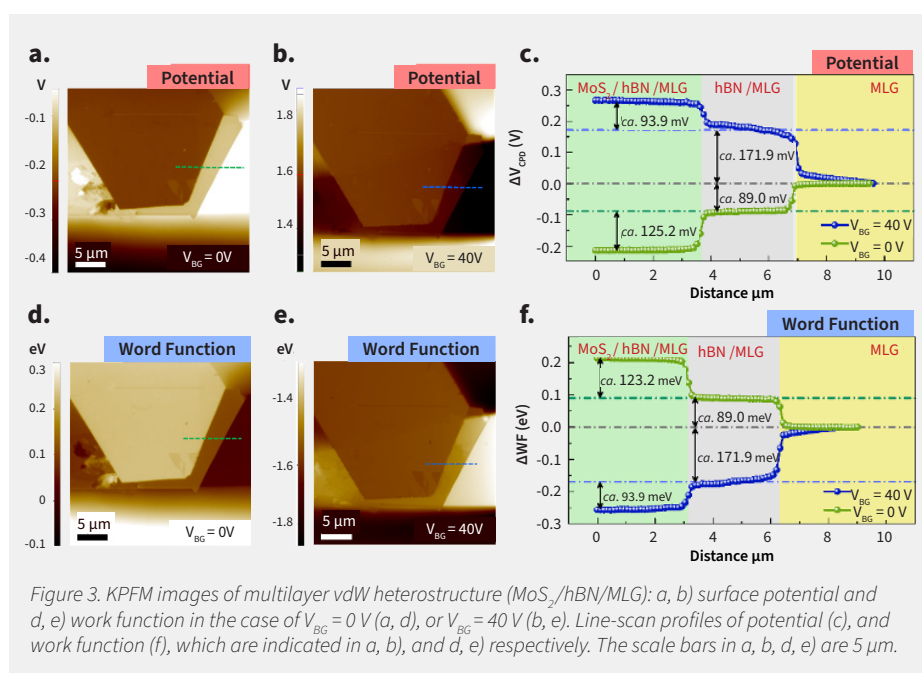 a.
Potential
V
-0.1
-0.2
-0.3
-0.4
5 µm
V_BG = 0V
b.
Potential
V
1.8
1.6
1.4
5 µm
V_BG = 40V
c.
Potential
MoS₂/ hBN /MLG
hBN /MLG
MLG
ca. 93.9 mV
ca. 171.9 mV
ca. 89.0 mV
ca. 125.2 mV
V_BG = 40 V
V_BG = 0 V
ΔV_CPD (V)
0.3
0.2
0.1
0.0
-0.1
-0.2
0 2 4 6 8 10
Distance µm
d.
Word Function
eV
0.3
0.2
0.1
0
-0.1
5 µm
V_BG = 0V
e.
Word Function
eV
-1.4
-1.6
-1.8
5 µm
V_BG = 40V
f.
Word Function
MoS₂/ hBN /MLG
hBN /MLG
MLG
ca. 123.2 meV
ca. 89.0 meV
ca. 171.9 meV
ca. 93.9 meV
V_BG = 40 V
V_BG = 0 V
ΔWF (eV)
0.2
0.1
0.0
-0.1
-0.2
-0.3
0 2 4 6 8 10
Distance µm
Figure 3. KPFM images of multilayer vdW heterostructure (MoS₂/hBN/MLG): a, b) surface potential and
d, e) work function in the case of V_BG = 0 V (a, d), or V_BG = 40 V (b, e). Line-scan profiles of potential (c), and
work function (f), which are indicated in a, b), and d, e) respectively. The scale bars in a, b, d, e) are 5 µm.